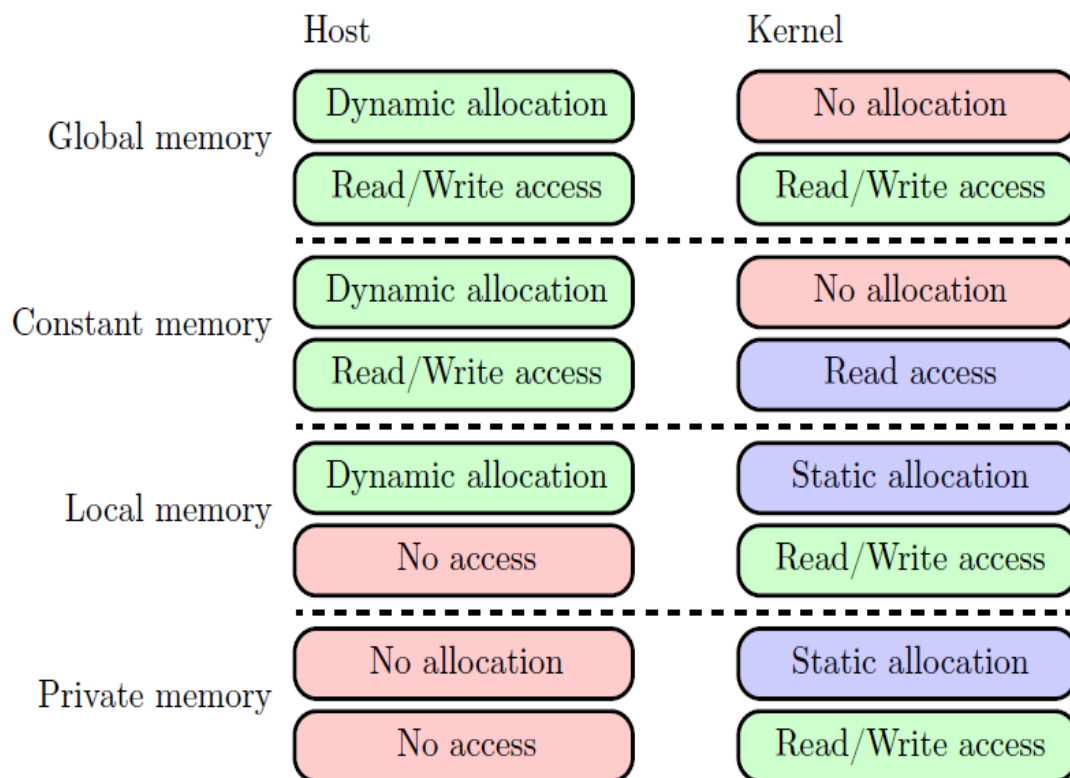 Host Kernel
Global memory
Dynamic allocation No allocation
Read/Write access Read/Write access
Constant memory
Dynamic allocation No allocation
Read/Write access Read access
Local memory
Dynamic allocation Static allocation
No access Read/Write access
Private memory
No allocation Static allocation
No access Read/Write access